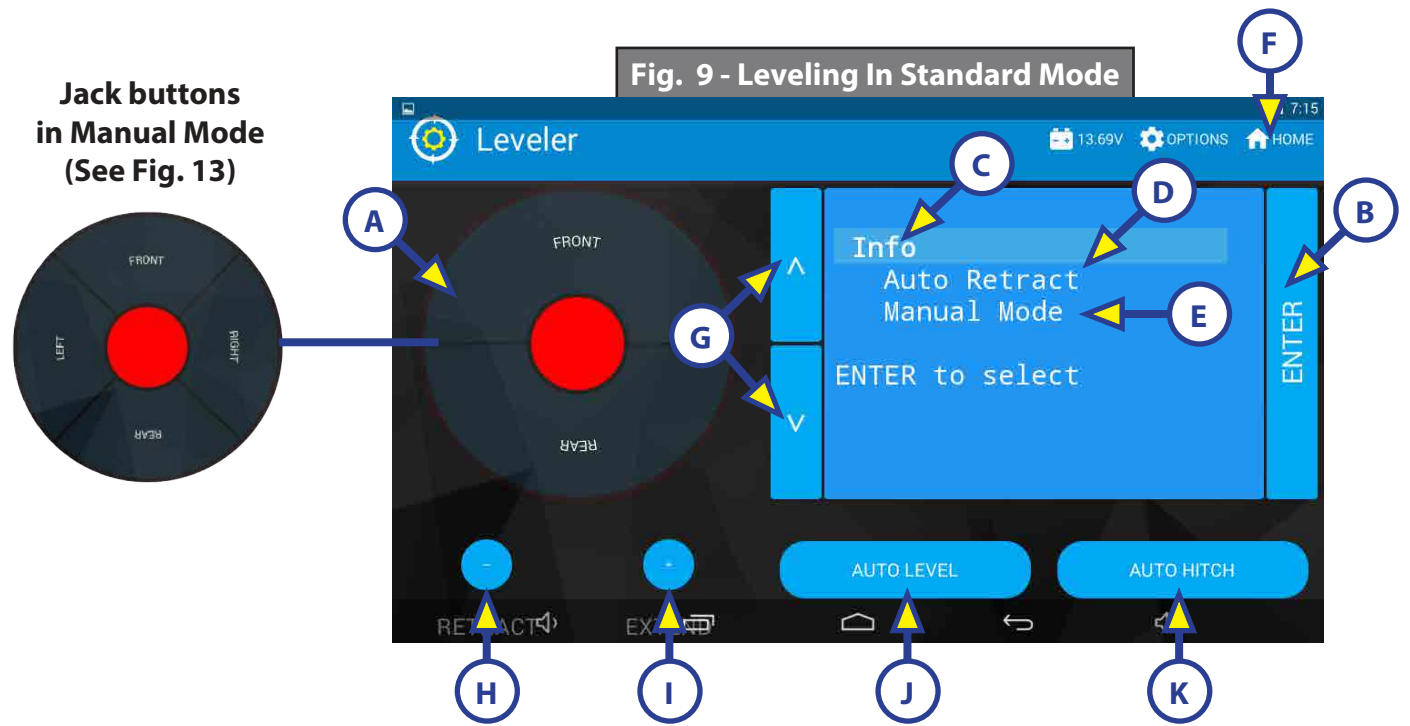 F
Fig. 9 - Leveling In Standard Mode
Jack buttons
in Manual Mode
(See Fig. 13)
7:15
Leveler
13.69V
OPTIONS
HOME
C
D
A
B
FRONT
Info
Auto Retract
Manual Mode
E
ENTER
ENTER to select
G
REAR
FRONT
LEFT
RIGHT
REAR
-
+
AUTO LEVEL
AUTO HITCH
RETRACT
EXTEND
H
I
J
K